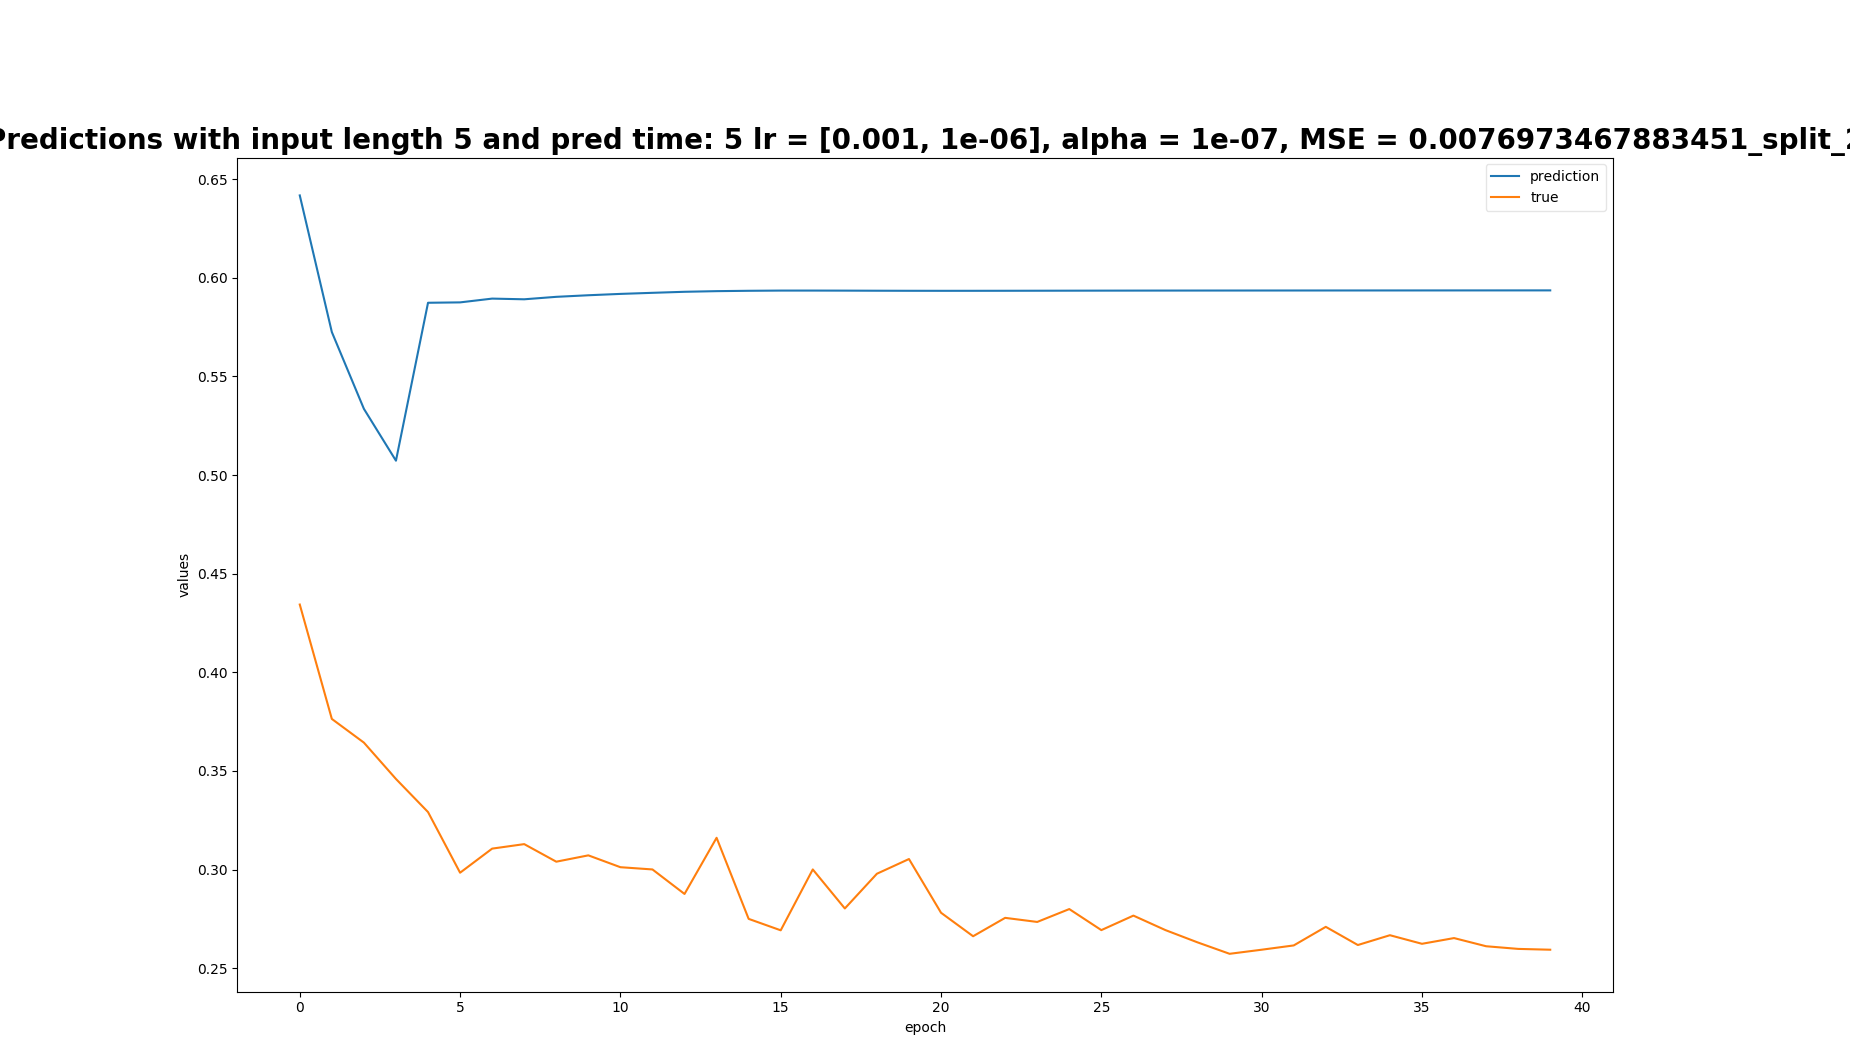 Predictions with input length 5 and pred time: 5 lr = [0.001, 1e-06], alpha = 1e-07, MSE = 0.0076973467883451_split_2
prediction
true
0.65
0.60
0.55
0.50
0.45
0.40
0.35
0.30
0.25
values
0 5 10 15 20 25 30 35 40
epoch